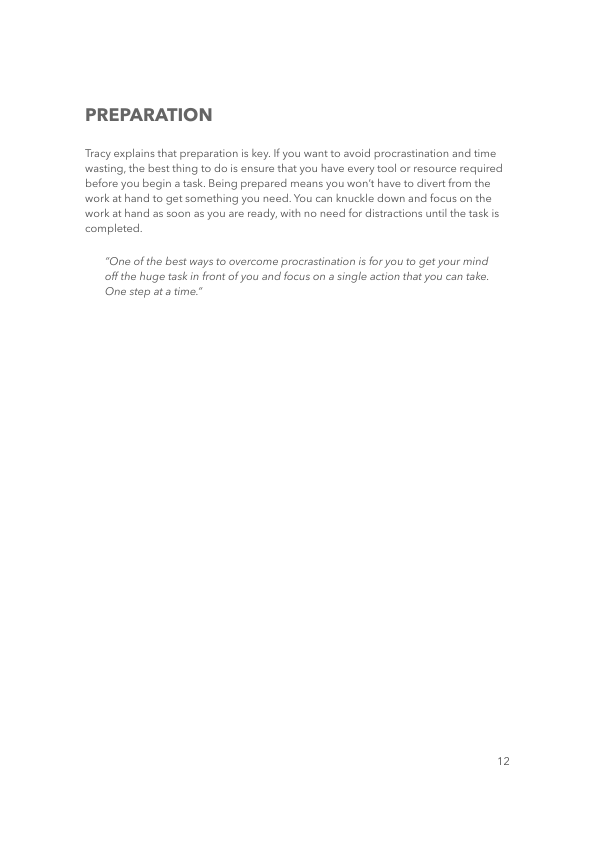 PREPARATION
Tracy explains that preparation is key. If you want to avoid procrastination and time
wasting, the best thing to do is ensure that you have every tool or resource required
before you begin a task. Being prepared means you won’t have to divert from the
work at hand to get something you need. You can knuckle down and focus on the
work at hand as soon as you are ready, with no need for distractions until the task is
completed.
“One of the best ways to overcome procrastination is for you to get your mind
off the huge task in front of you and focus on a single action that you can take.
One step at a time.”
12